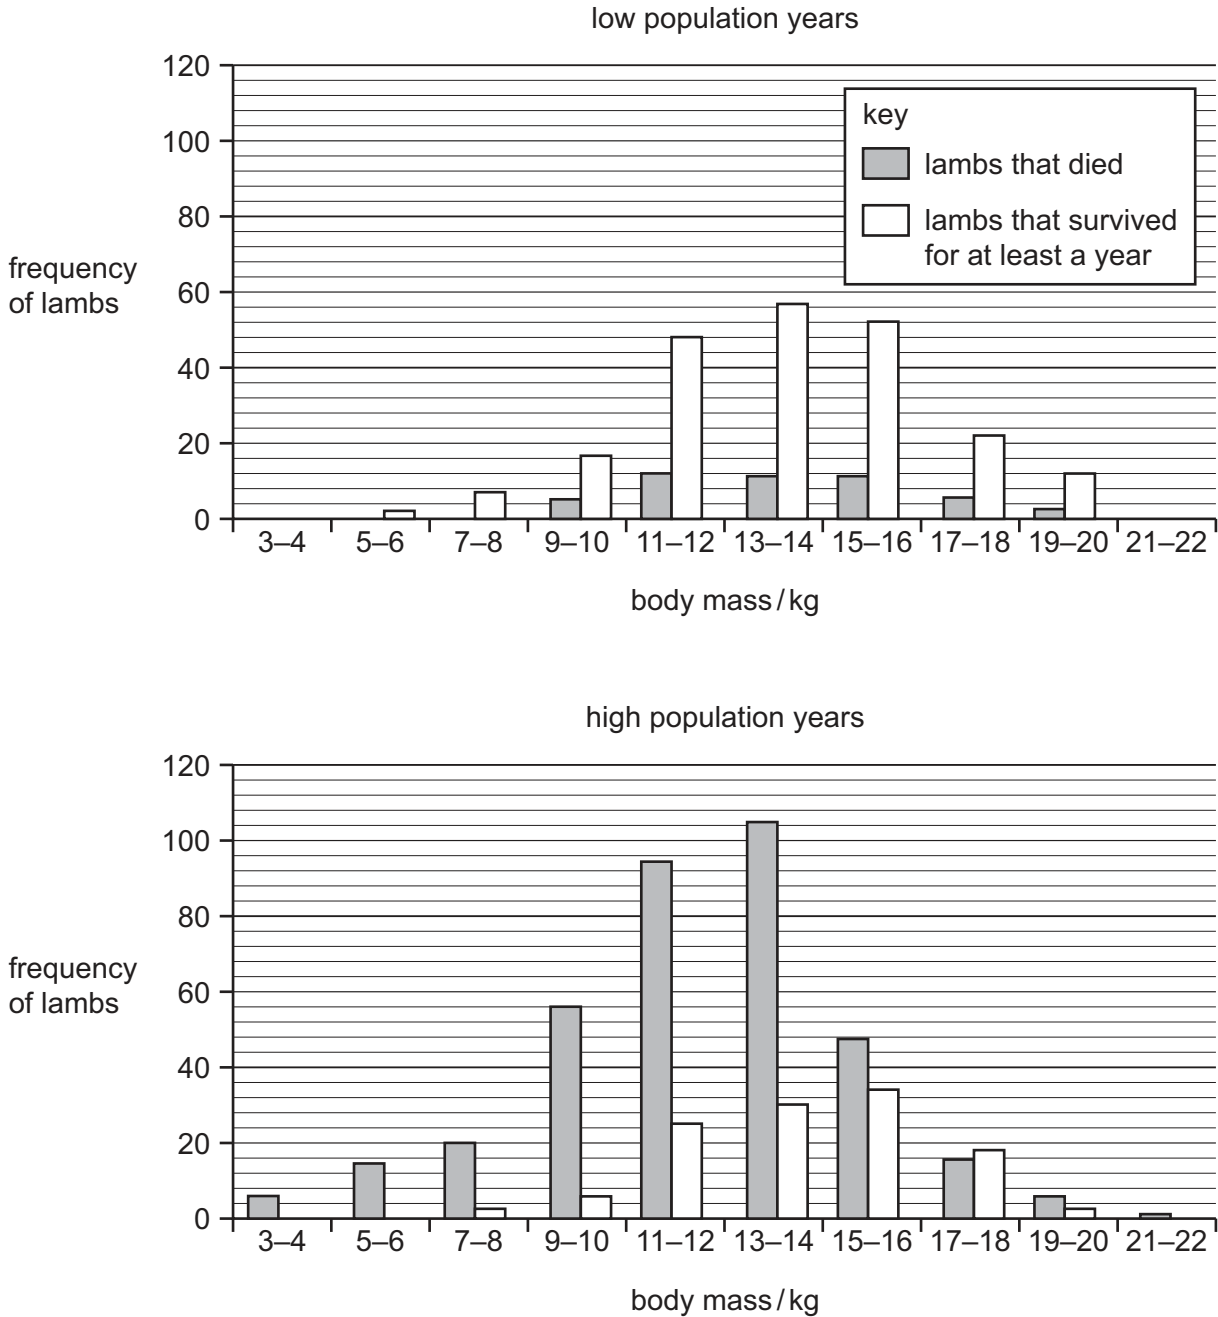 low population years
120
100
80
60
40
20
0
frequency
of lambs
key
lambs that died
lambs that survived
for at least a year
3–4 5–6 7–8 9–10 11–12 13–14 15–16 17–18 19–20 21–22
body mass / kg
high population years
120
100
80
60
40
20
0
frequency
of lambs
3–4 5–6 7–8 9–10 11–12 13–14 15–16 17–18 19–20 21–22
body mass / kg